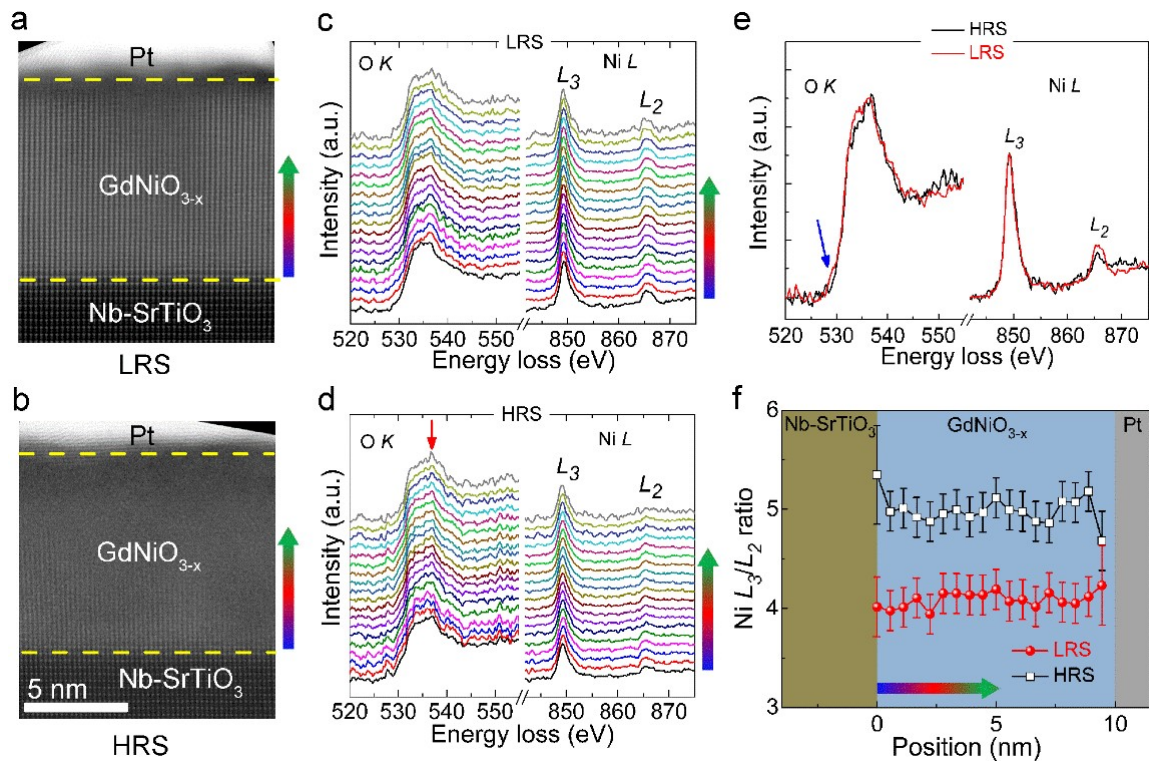 a
Pt
GdNiO3-x
Nb-SrTiO3
LRS
b
Pt
GdNiO3-x
Nb-SrTiO3
5 nm
HRS
c
LRS
O K
Ni L
L3
L2
Intensity (a.u.)
520 530 540 550 850 860 870
Energy loss (eV)
d
HRS
O K
Ni L
L3
L2
Intensity (a.u.)
520 530 540 550 850 860 870
Energy loss (eV)
e
HRS
LRS
O K
Ni L
L3
L2
Intensity (a.u.)
520 530 540 550 850 860 870
Energy loss (eV)
f
Nb-SrTiO3
GdNiO3-x
Pt
6
5
4
3
Ni L3/L2 ratio
LRS
HRS
0 5 10
Position (nm)